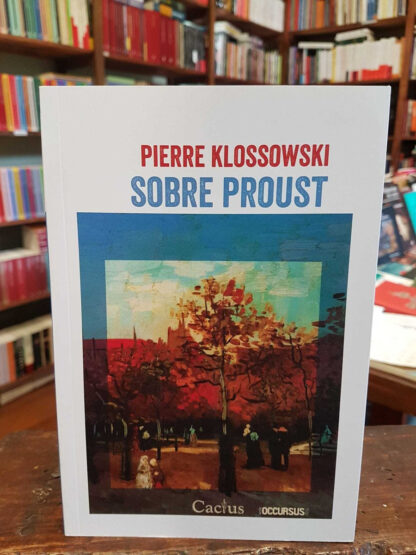 PIERRE KLOSSOWSKI
SOBRE PROUST
Cactus
OCCURSUS